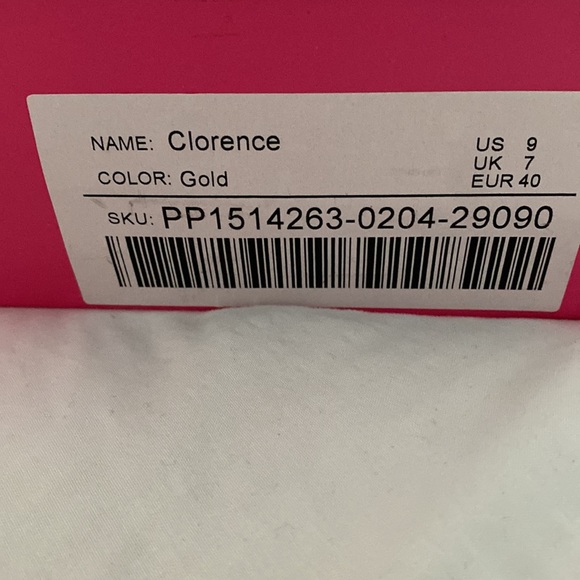 NAME: Clorence
COLOR: Gold
US 9
UK 7
EUR 40
SKU: PP1514263-0204-29090